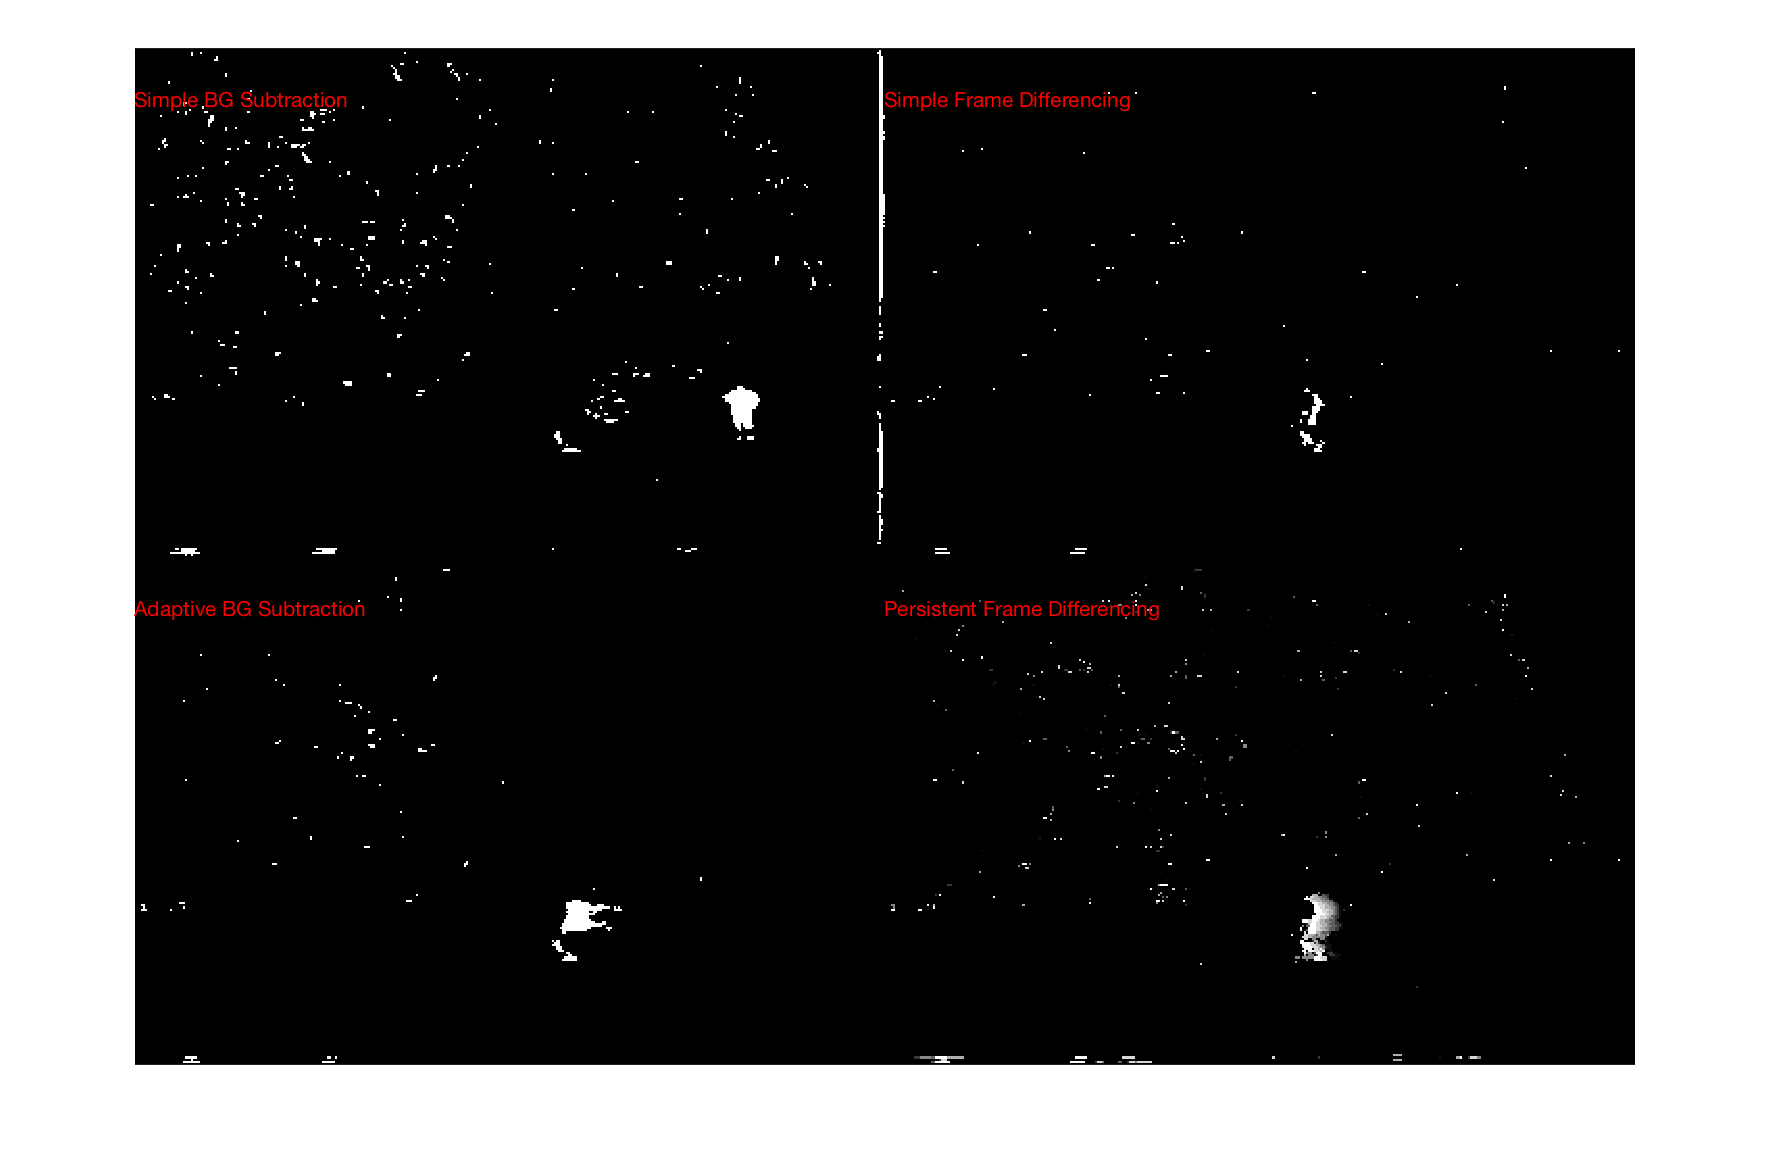 Simple BG Subtraction
Simple Frame Differencing
Adaptive BG Subtraction
Persistent Frame Differencing